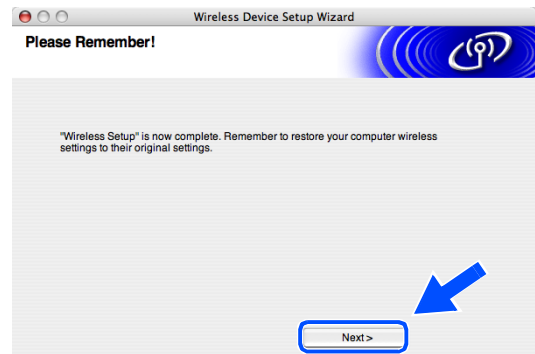 Wireless Device Setup Wizard
Please Remember!
"Wireless Setup" is now complete. Remember to restore your computer wireless
settings to their original settings.
Next >